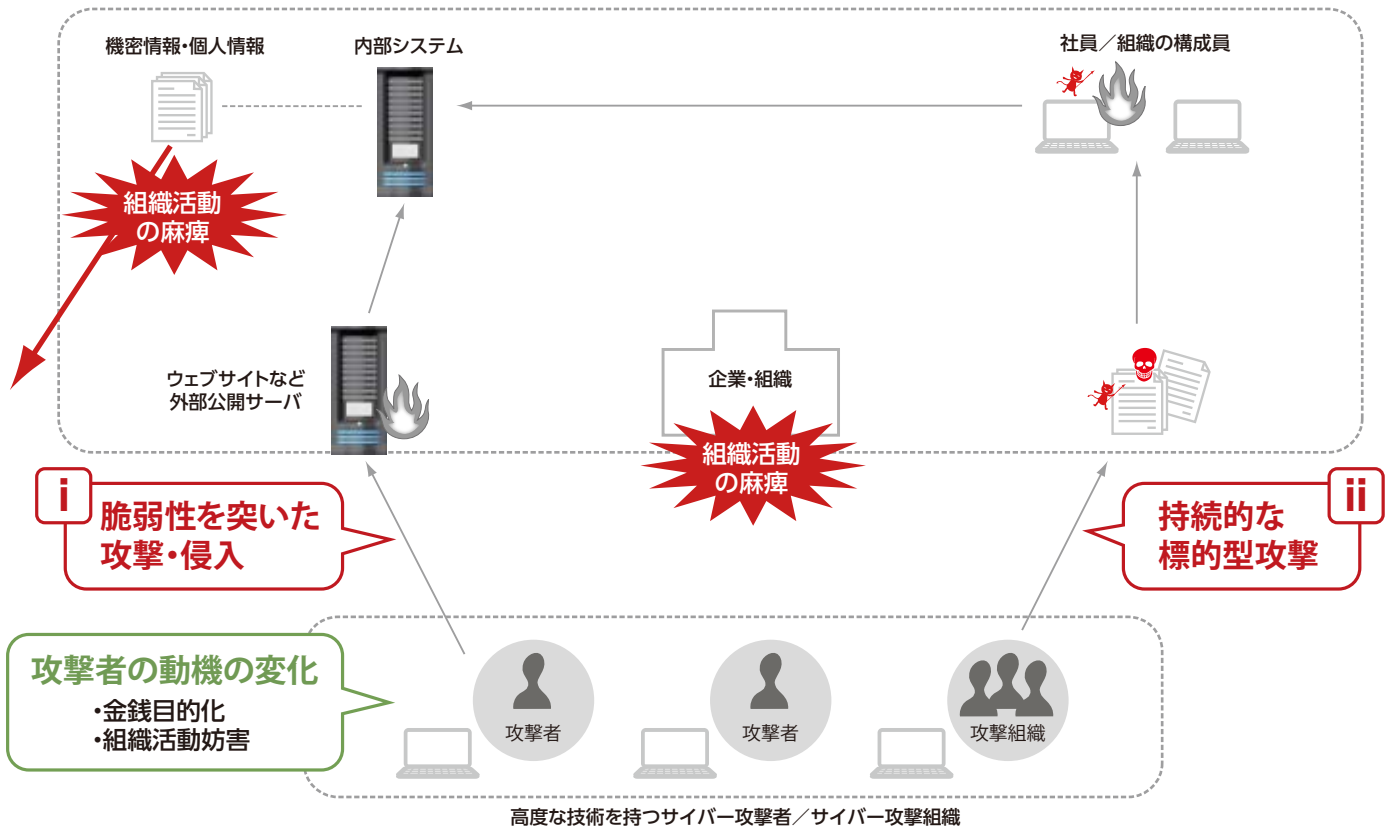 機密情報・個人情報
内部システム
社員／組織の構成員
組織活動
の麻痺
ウェブサイトなど
外部公開サーバ
企業・組織
組織活動
の麻痺
i
脆弱性を突いた
攻撃・侵入
ii
持続的な
標的型攻撃
攻撃者の動機の変化
・金銭目的化
・組織活動妨害
攻撃者
攻撃者
攻撃組織
高度な技術を持つサイバー攻撃者／サイバー攻撃組織